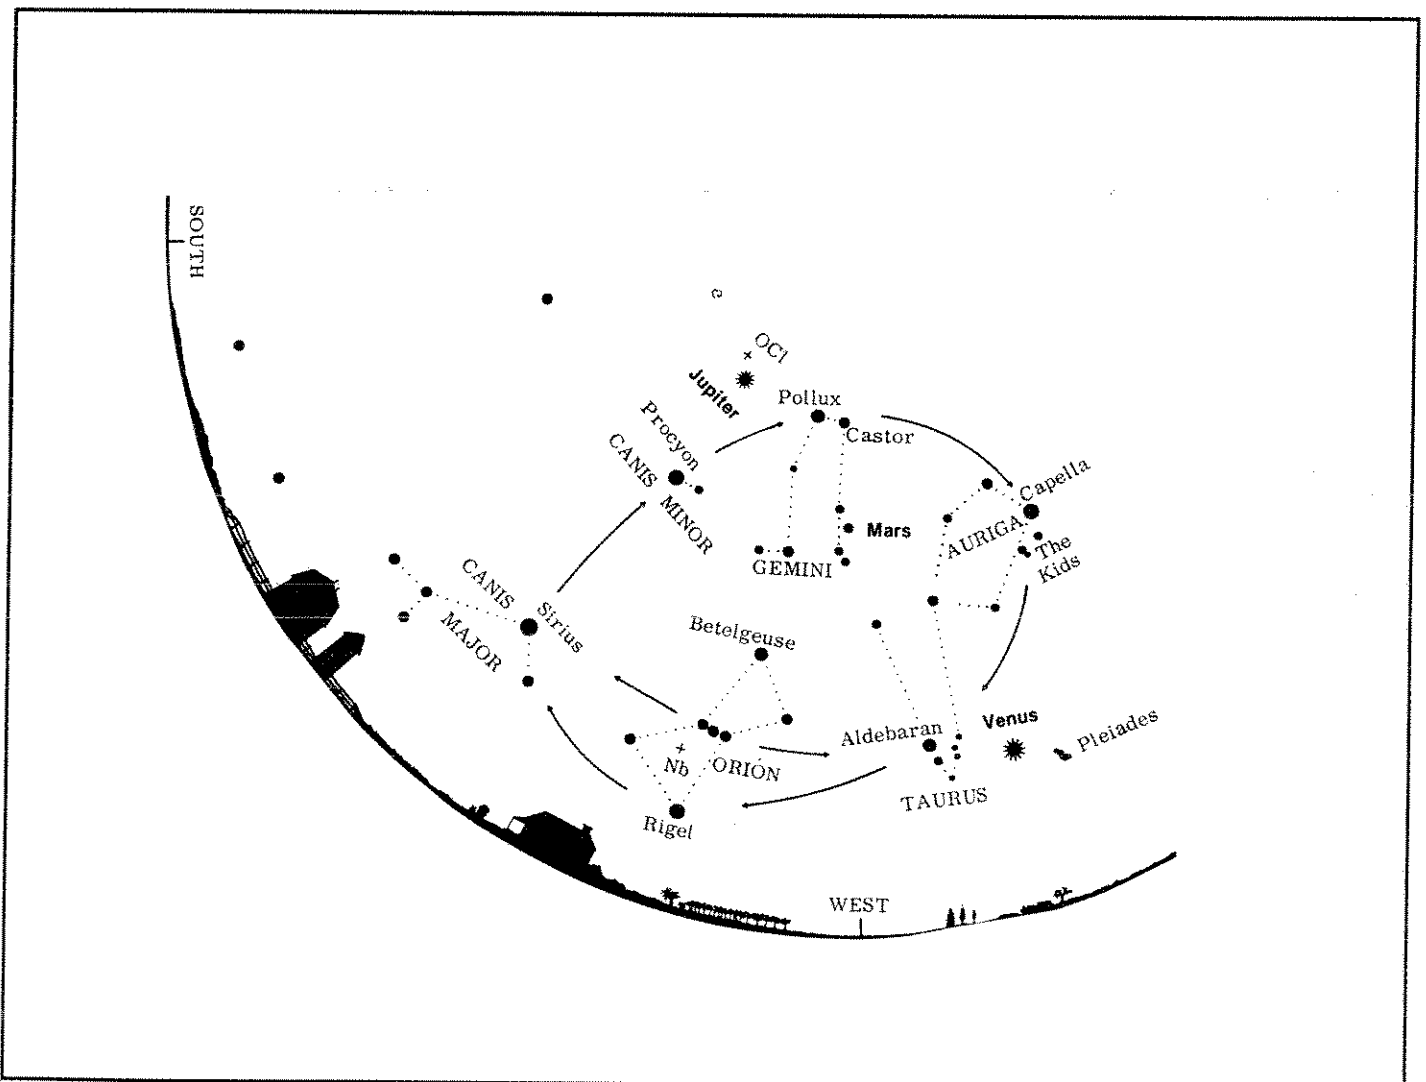 SOUTH
OCl
Jupiter
Pollux
Castor
Procyon
CANIS
MINOR
Capella
AURIGA
The
Kids
Mars
GEMINI
CANIS
MAJOR
Sirius
Betelgeuse
Aldebaran
Venus
Pleiades
TAURUS
Nb
ORION
Rigel
WEST